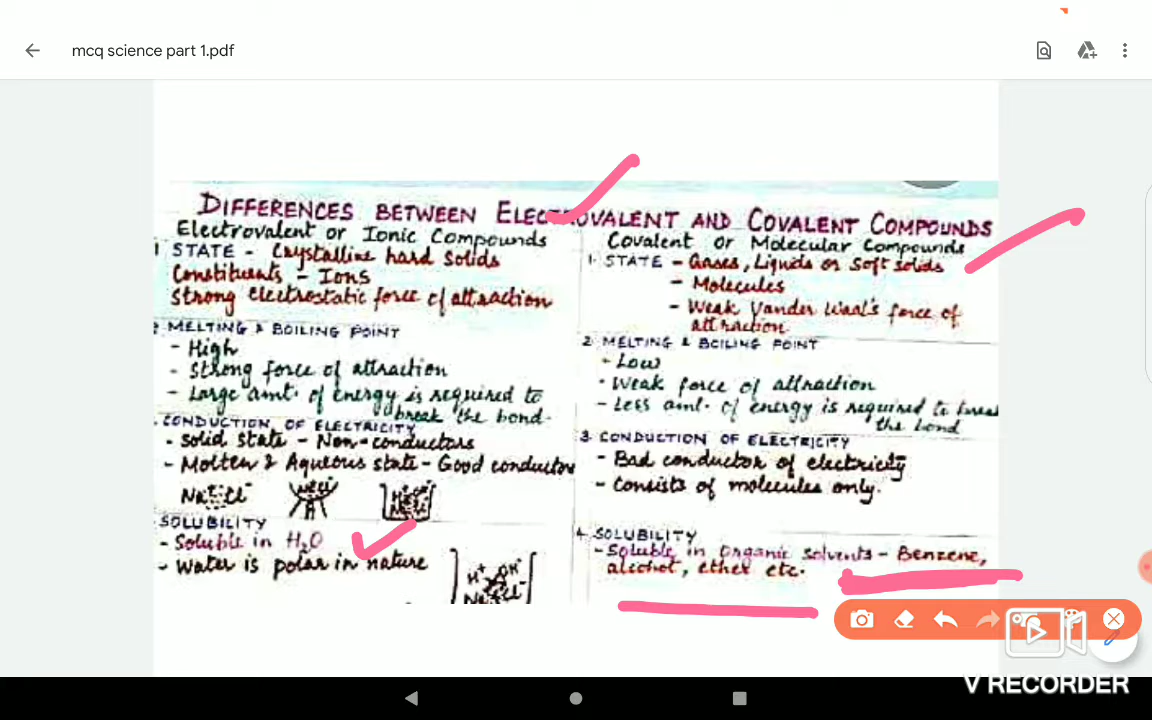 mcq science part 1.pdf
DIFFERENCES BETWEEN ELECTROVALENT AND COVALENT COMPOUNDS
Electrovalent or Ionic Compounds
1 STATE - Crystalline hard solids
Constituents - Ions
Strong electrostatic force of attraction
2 MELTING & BOILING POINT
- High
- Strong force of attraction
- Large amt. of energy is required to
break the bond.
CONDUCTION OF ELECTRICITY
- Solid state - Non-conductors
- Molten & Aqueous state - Good conductor
Na Cl
SOLUBILITY
- Soluble in H₂O
- Water is polar in nature
H⁺ OH⁻
Covalent or Molecular Compounds
1. STATE - Gases, Liquids or Soft solids
- Molecules
- Weak Vander Waal's force of
attraction
2 MELTING & BOILING POINT
- Low
- Weak force of attraction
- Less amt. of energy is required to break
the bond
3 CONDUCTION OF ELECTRICITY
- Bad conductor of electricity
- Consists of molecules only.
4 SOLUBILITY
- Soluble in Organic solvents - Benzene,
alcohol, ether etc.
V RECORDER